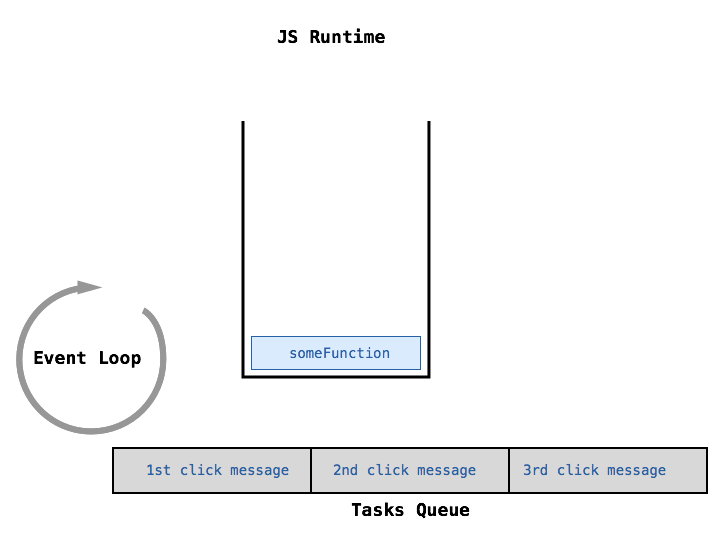 JS Runtime
someFunction
Event Loop
1st click message
2nd click message
3rd click message
Tasks Queue